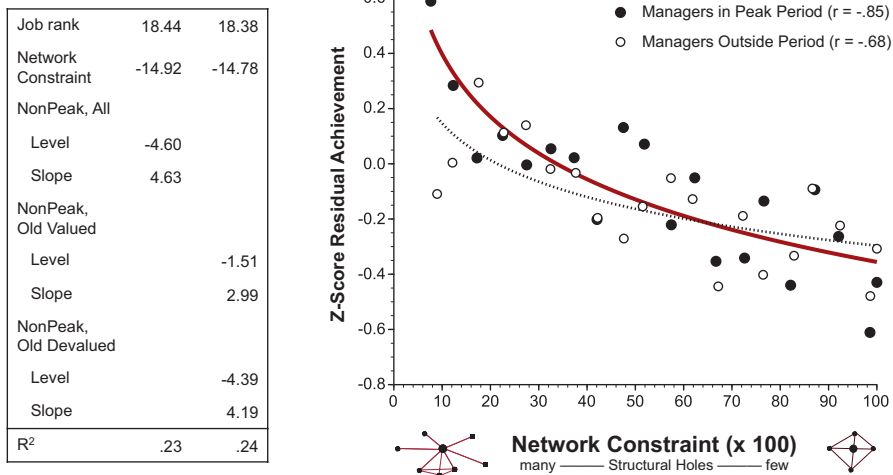 Job rank 18.44 18.38
Network
Constraint -14.92 -14.78
NonPeak, All
Level -4.60
Slope 4.63
NonPeak,
Old Valued
Level -1.51
Slope 2.99
NonPeak,
Old Devalued
Level -4.39
Slope 4.19
R² .23 .24
Managers in Peak Period (r = -.85)
Managers Outside Period (r = -.68)
Z-Score Residual Achievement
0.4
0.2
0.0
-0.2
-0.4
-0.6
-0.8
0 10 20 30 40 50 60 70 80 90 100
Network Constraint (x 100)
many Structural Holes few